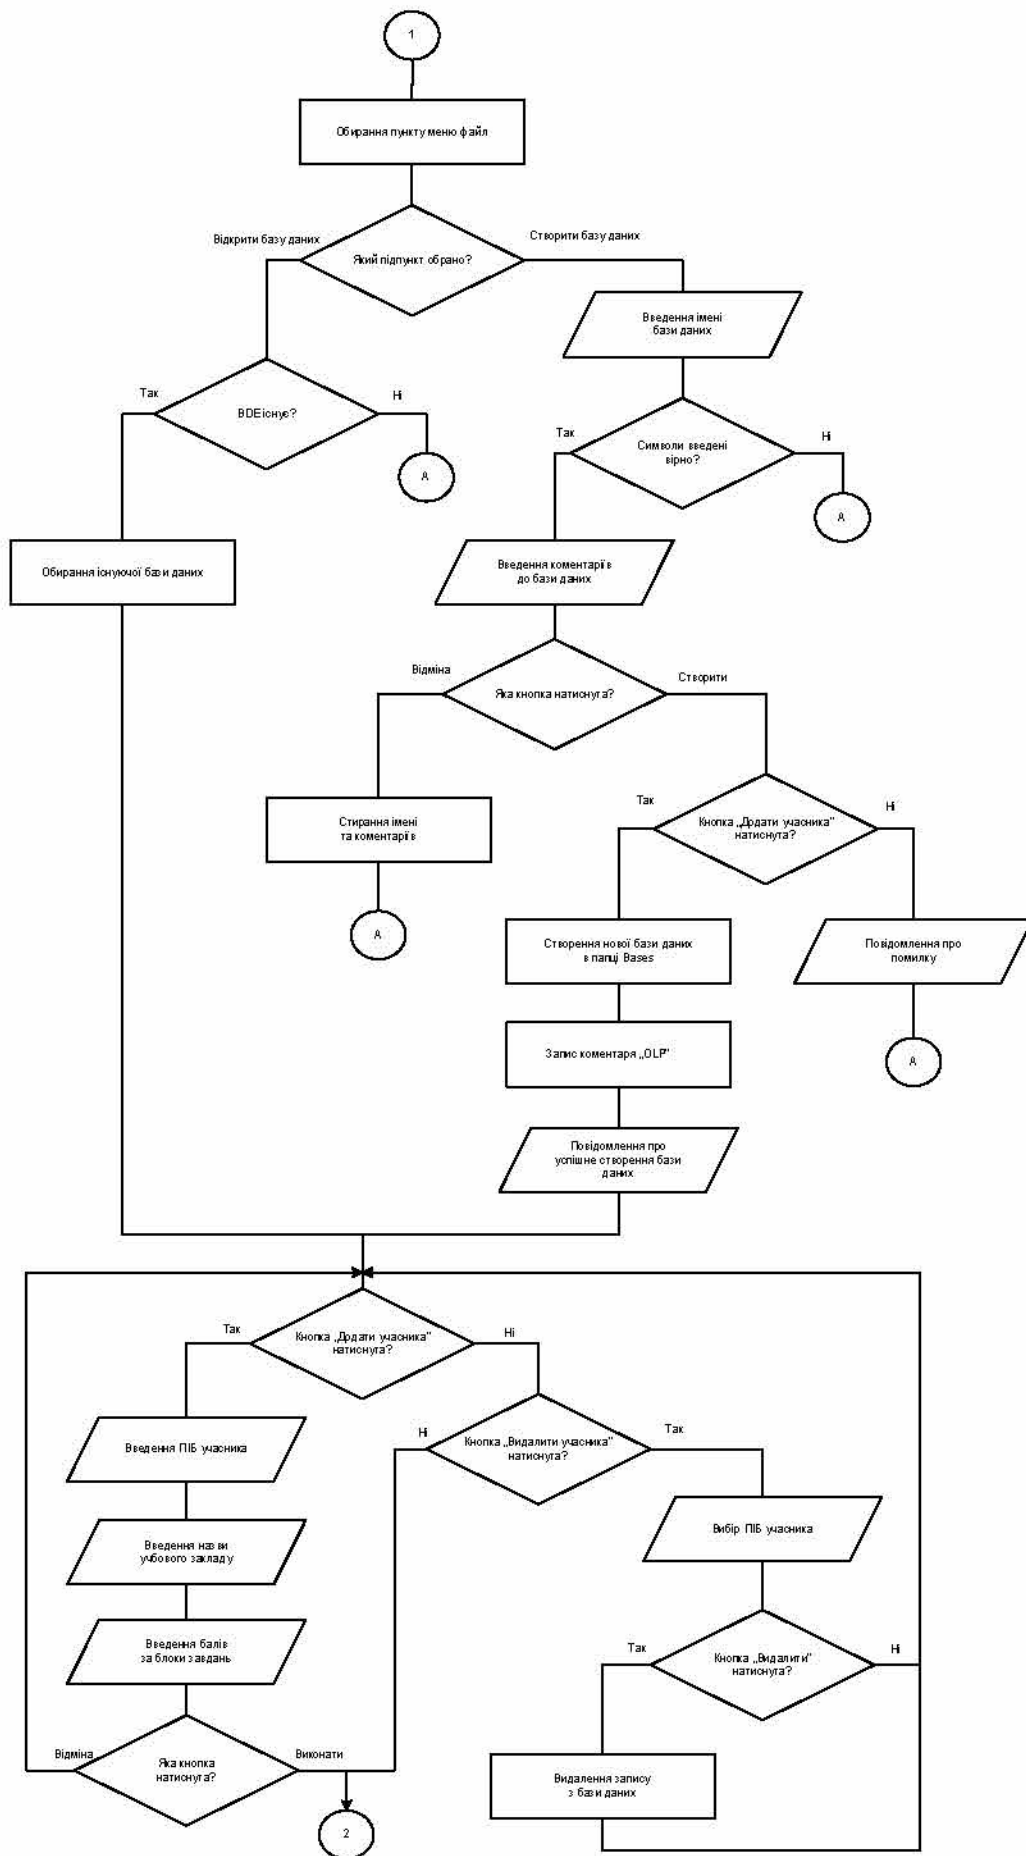 1
Обирання пункту меню файл
Відкрити базу даних
Створити базу даних
Який підпункт обрано?
Введення імені
бази даних
Так
BDE існує?
Ні
Так
Символи введені
вірно?
Ні
А
А
Обирання існуючої бази даних
Введення коментарів
до бази даних
Відміна
Яка кнопка натиснута?
Створити
Стирання імені
та коментарів
Так
Кнопка „Додати учасника”
натиснута?
Ні
А
Створення нової бази даних
в папці Bases
Повідомлення про
помилку
Запис коментаря „OLP”
А
Повідомлення про
успішне створення бази
даних
Так
Кнопка „Додати учасника”
натиснута?
Ні
Введення ПІБ учасника
Ні
Кнопка „Видалити учасника”
натиснута?
Так
Введення назви
учбового закладу
Вибір ПІБ учасника
Введення балів
за блоки завдань
Так
Кнопка „Видалити”
натиснута?
Ні
Відміна
Яка кнопка
натиснута?
Виконати
Видалення запису
з бази даних
2